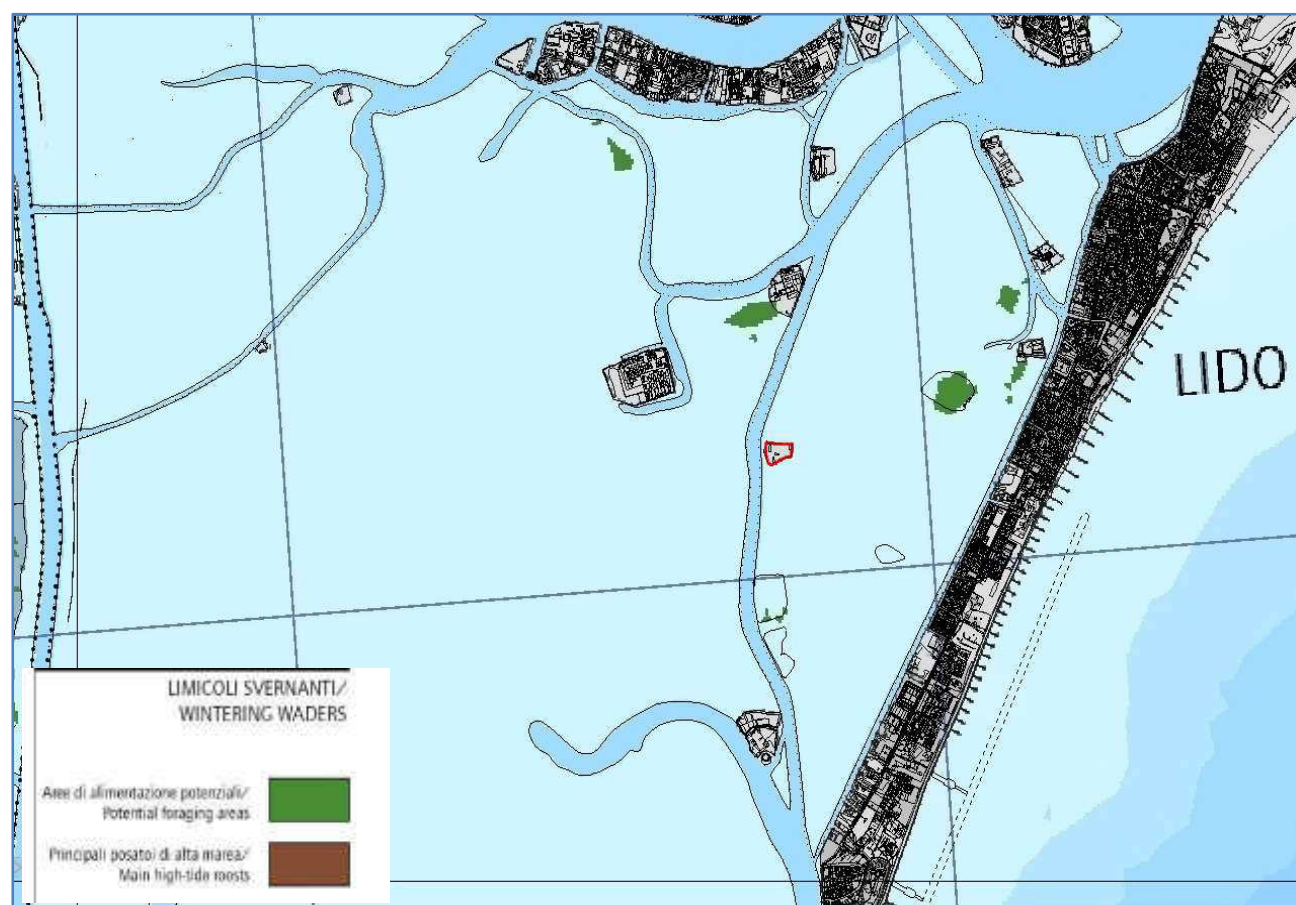 LIDO
LIMICOLI SVERNANTI/
WINTERING WADERS
Aree di alimentazione potenziali/
Potential foraging areas
Principali posatoi di alta marea/
Main high-tide roosts